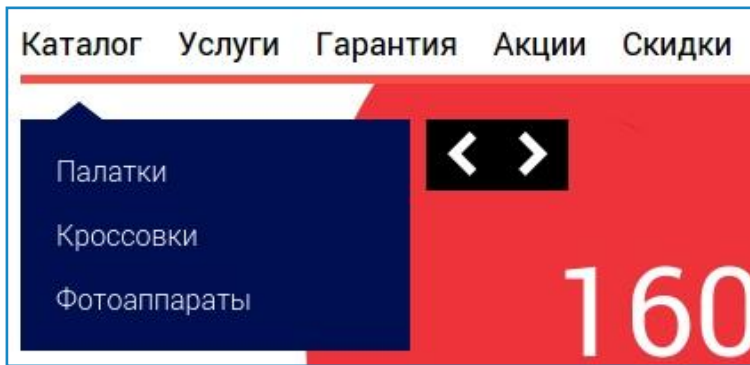 Каталог Услуги Гарантия Акции Скидки
Палатки
Кроссовки
Фотоаппараты
160